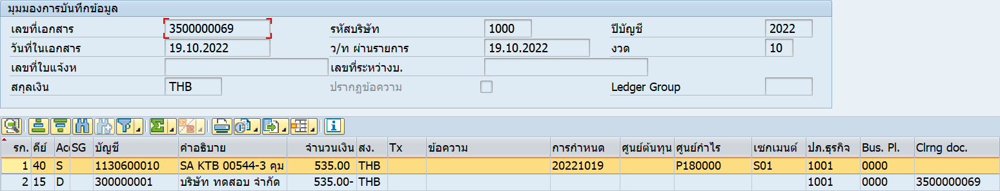 มุมมองการบันทึกข้อมูล
เลขที่เอกสาร 3500000069 รหัสบริษัท 1000 ปีบัญชี 2022
วันที่ในเอกสาร 19.10.2022 ว/ท ผ่านรายการ 19.10.2022 งวด 10
เลขที่ใบแจ้งห เลขที่ระหว่างบ.
สกุลเงิน THB ปรากฏข้อความ Ledger Group
รก. คีย์ Acc SG บัญชี คำอธิบาย จำนวนเงิน สง. Tx ข้อความ การกำหนด ศูนย์ต้นทุน ศูนย์กำไร เซกเมนต์ ปภ.ธุรกิจ Bus. Pl. Clrng doc.
1 40 S 1130600010 SA KTB 00544-3 คุม 535.00 THB 20221019 P180000 S01 1001 0000
2 15 D 300000001 บริษัท ทดสอบ จำกัด 535.00- THB 1001 0000 3500000069